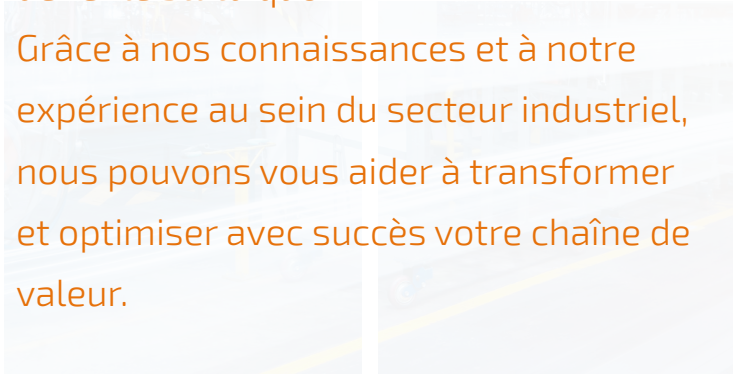 Grâce à nos connaissances et à notre
expérience au sein du secteur industriel,
nous pouvons vous aider à transformer
et optimiser avec succès votre chaîne de
valeur.